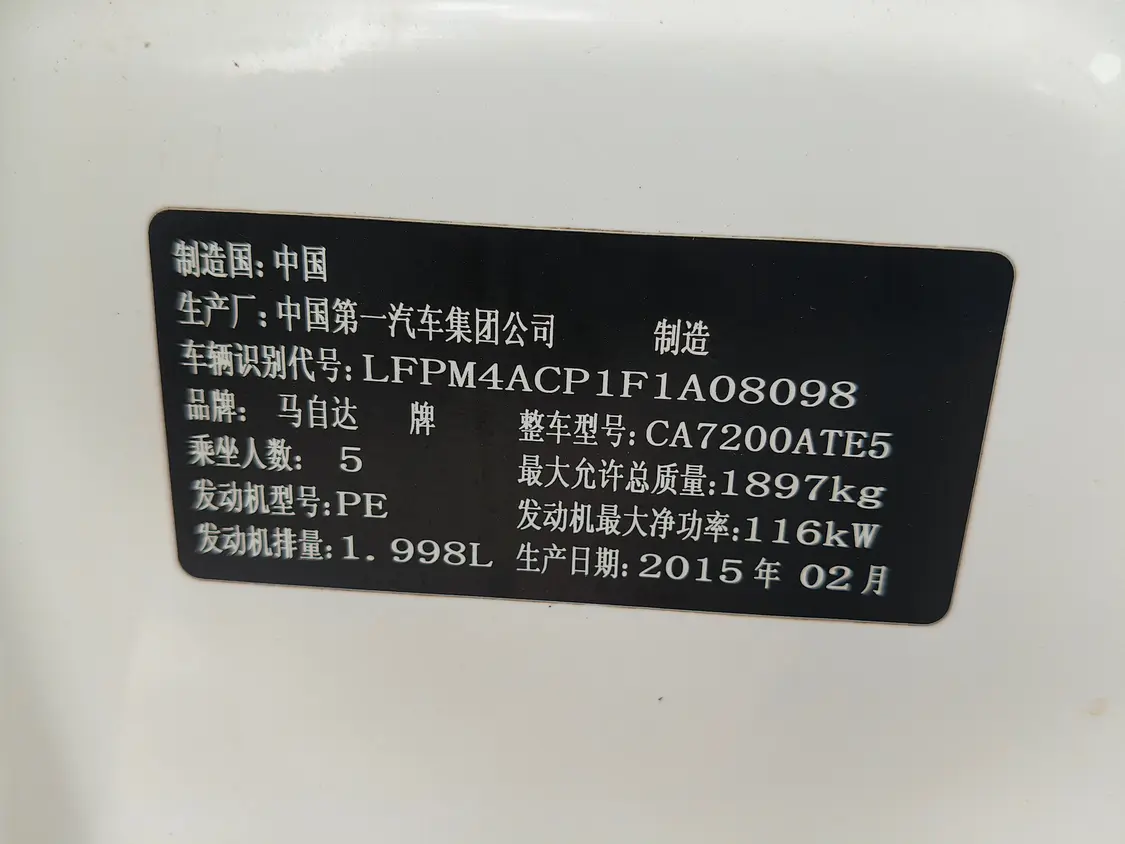 制造国:中国
生产厂:中国第一汽车集团公司 制造
车辆识别代号:LFPM4ACP1F1A08098
品牌: 马自达 牌 整车型号:CA7200ATE5
乘坐人数: 5 最大允许总质量:1897kg
发动机型号:PE 发动机最大净功率:116kW
发动机排量:1. 998L 生产日期:2015年 02月